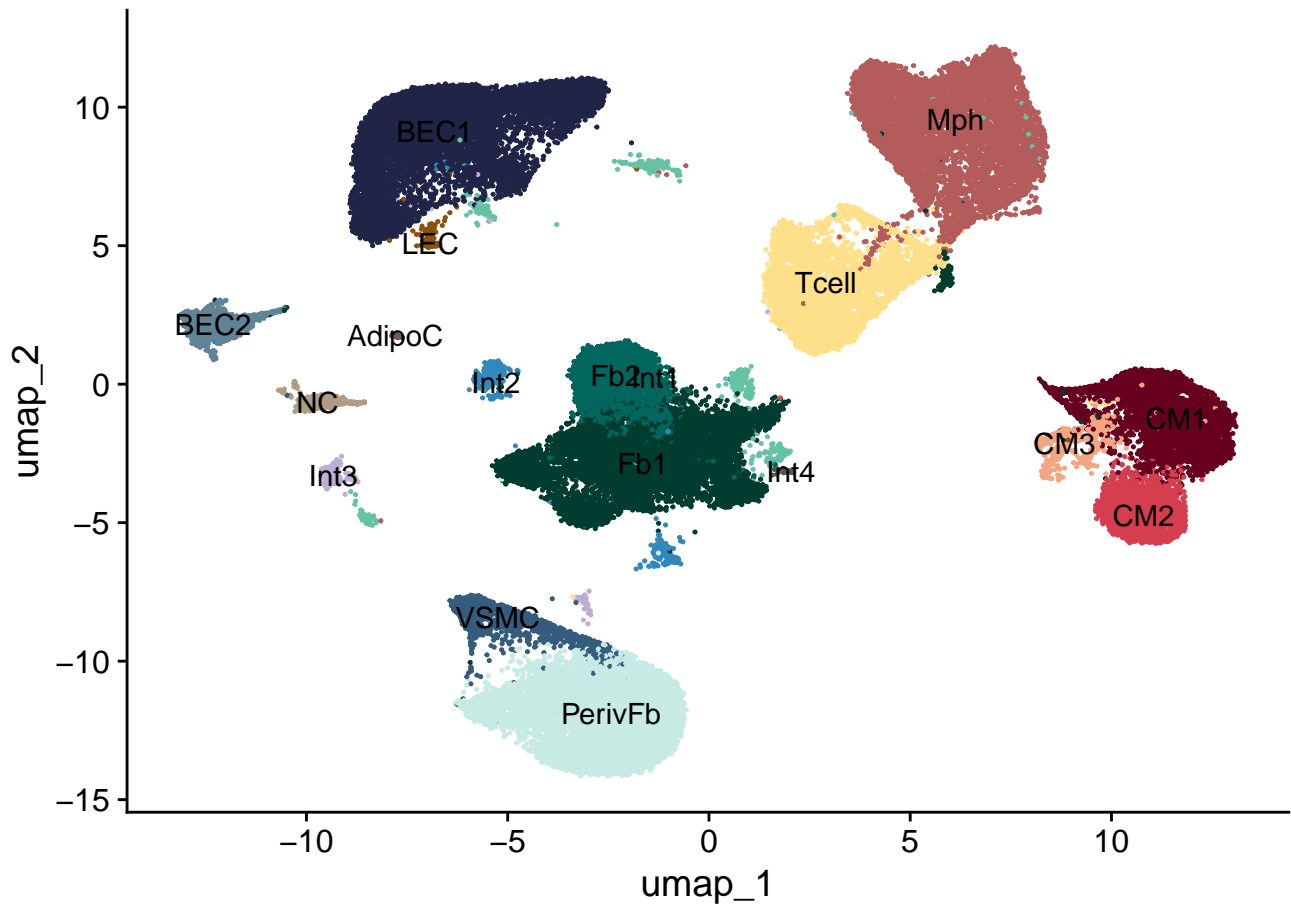 Mph
10
BEC1
5
LEC
Tcell
BEC2
AdipoC
Fb2
Int1
Int2
0
NC
CM1
CM3
Fb1
Int4
Int3
CM2
−5
VSMC
−10
PerivFb
−15
−10
−5
0
5
10
umap_1
umap_2